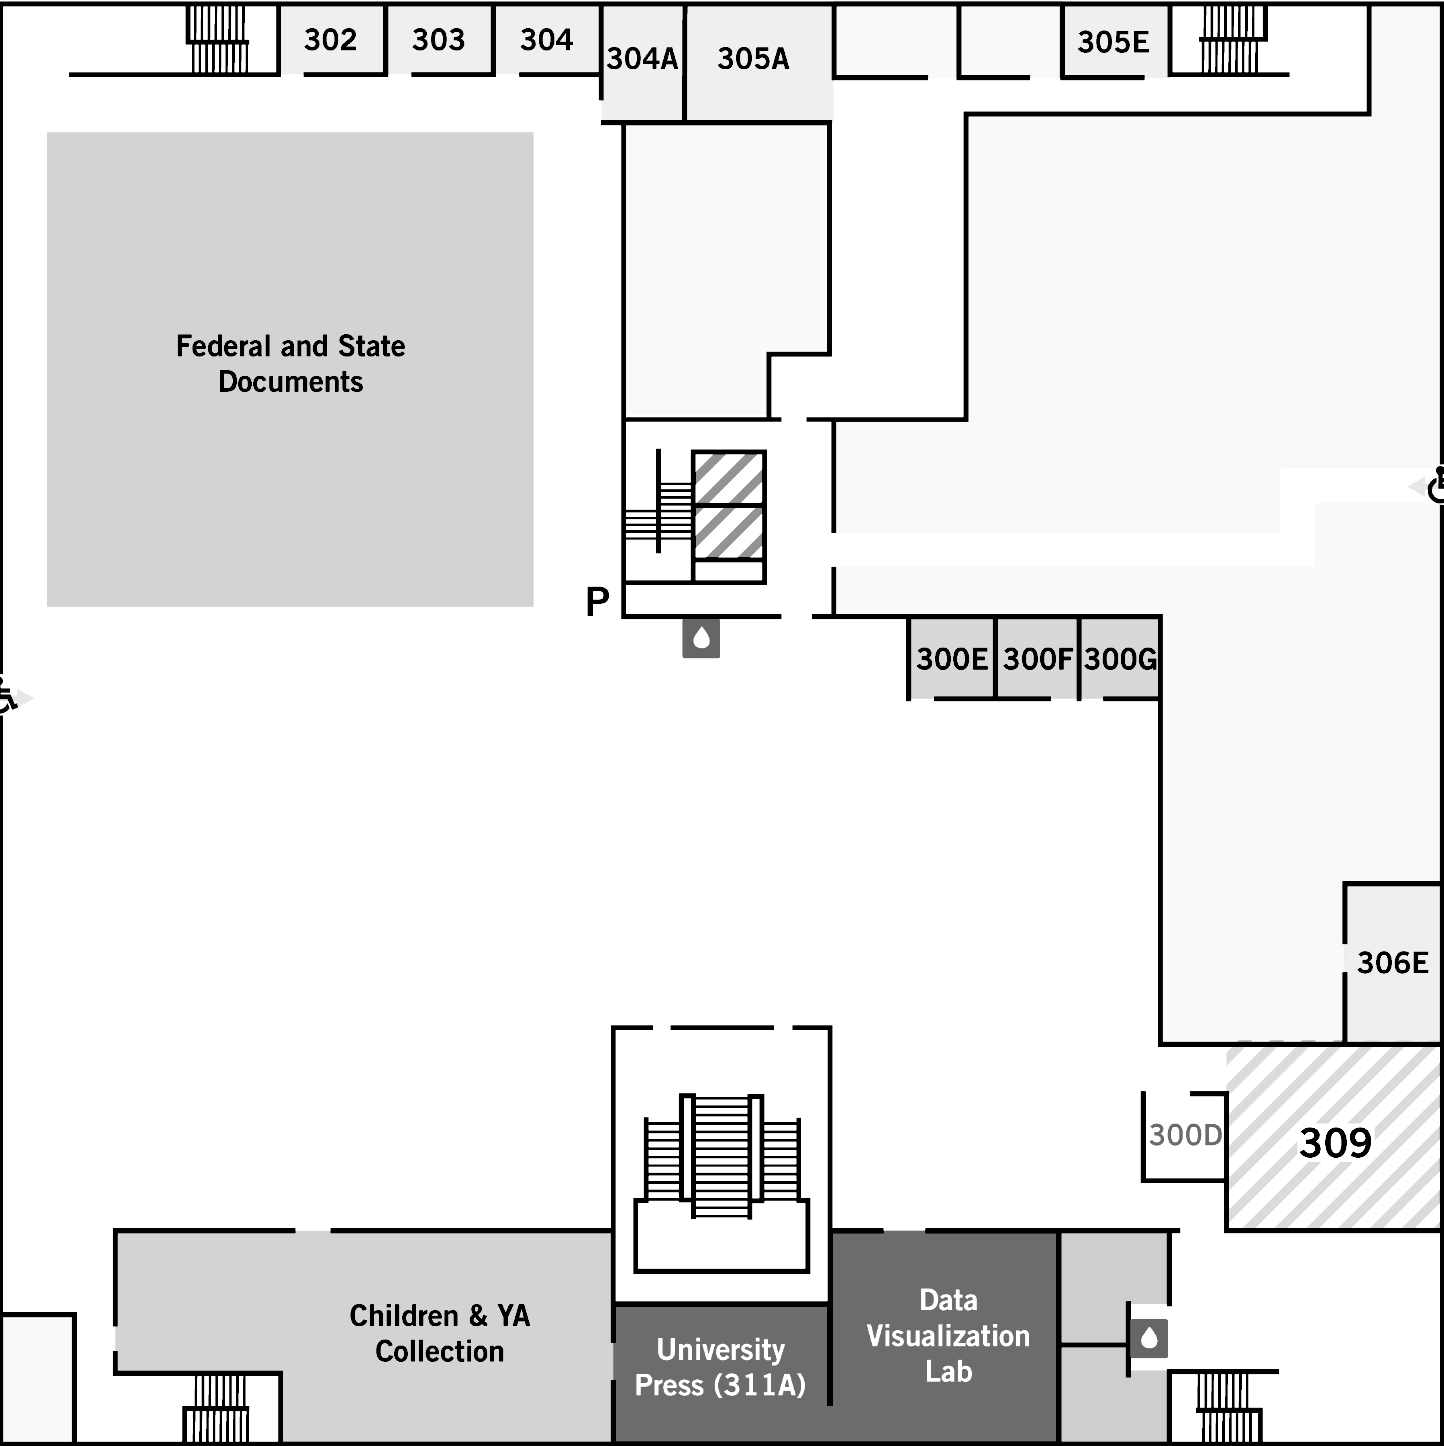 302
303
304
304A
305A
305E
Federal and State
Documents
P
300E
300F
300G
306E
300D
309
Children & YA
Collection
University
Press (311A)
Data
Visualization
Lab